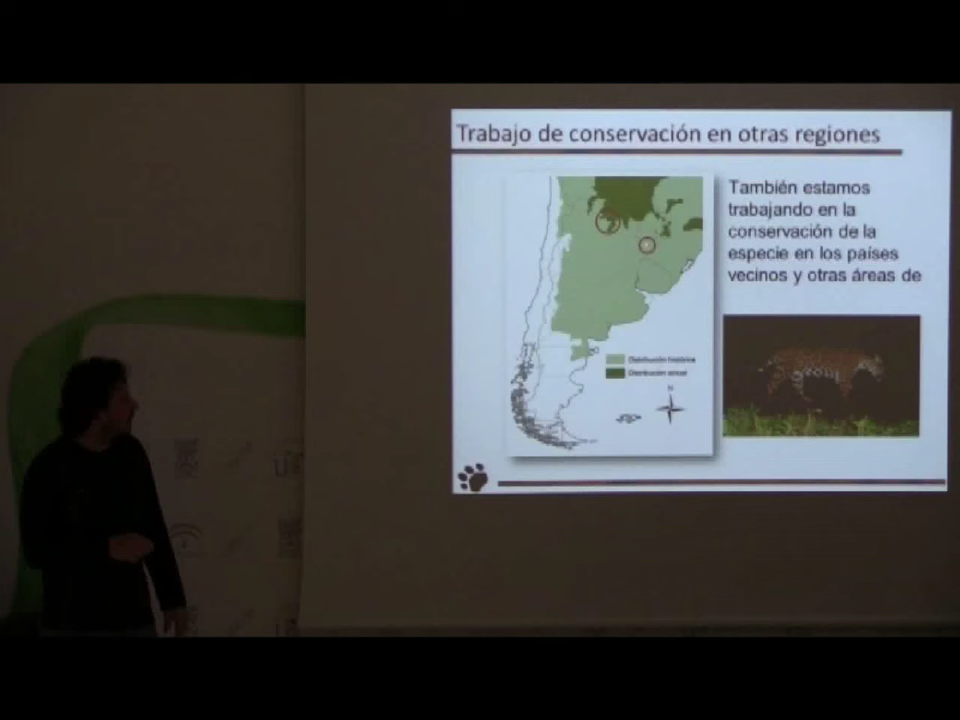 Trabajo de conservación en otras regiones
También estamos
trabajando en la
conservación de la
especie en los países
vecinos y otras áreas de
Distribución histórica
Distribución actual
N